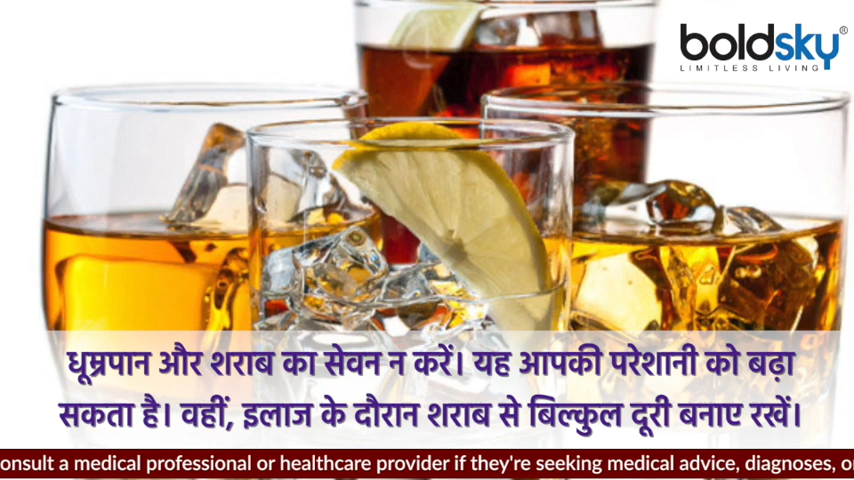 boldsky®
LIMITLESS LIVING
धूम्रपान और शराब का सेवन न करें। यह आपकी परेशानी को बढ़ा
सकता है। वहीं, इलाज के दौरान शराब से बिल्कुल दूरी बनाए रखें।
onsult a medical professional or healthcare provider if they're seeking medical advice, diagnoses, o